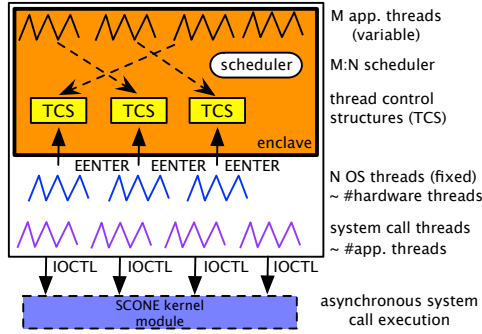 M app. threads
(variable)
scheduler
M:N scheduler
TCS
TCS
TCS
thread control
structures (TCS)
enclave
EENTER
EENTER
EENTER
N OS threads (fixed)
~ #hardware threads
system call threads
~ #app. threads
IOCTL
IOCTL
IOCTL
IOCTL
SCONE kernel
module
asynchronous system
call execution